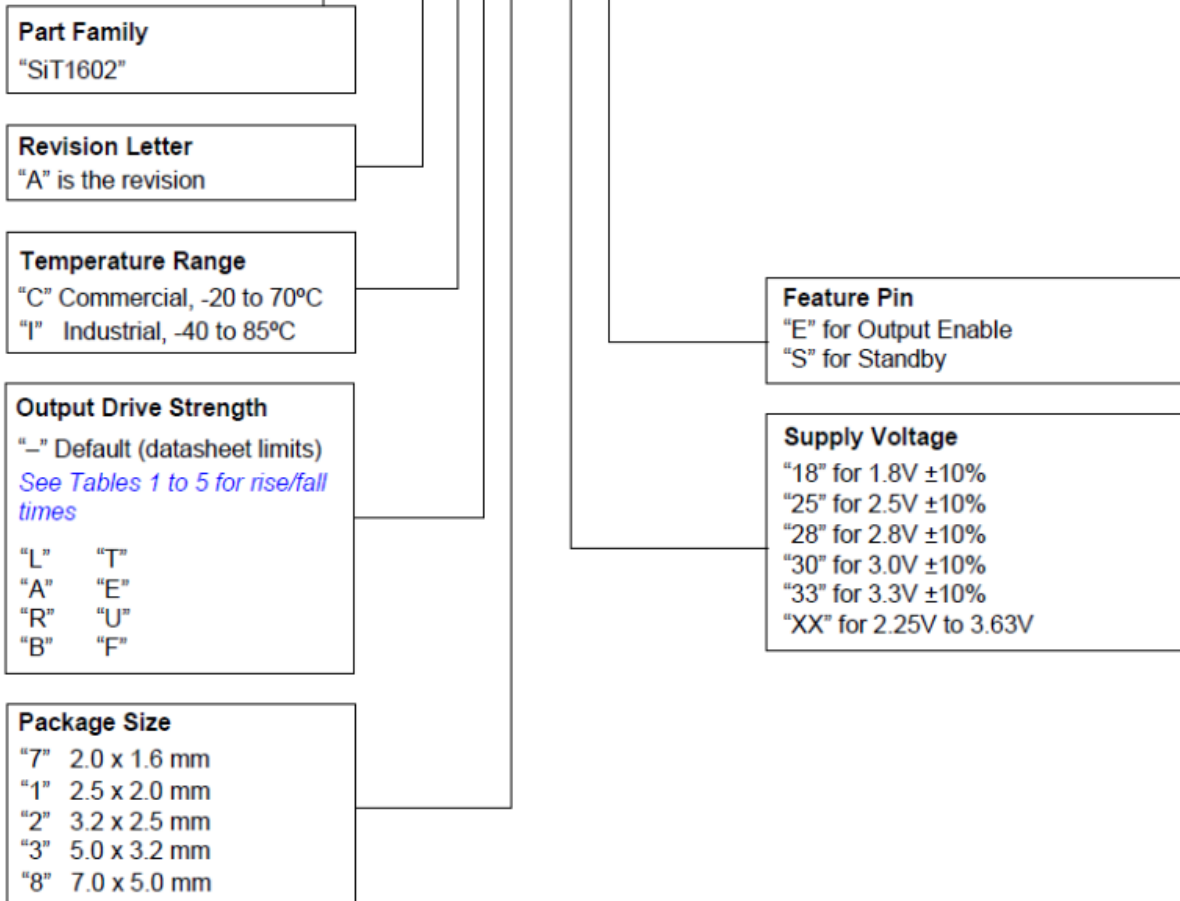 Part Family
“SiT1602”
Revision Letter
“A” is the revision
Temperature Range
“C” Commercial, -20 to 70ºC
“I” Industrial, -40 to 85ºC
Output Drive Strength
“–” Default (datasheet limits)
See Tables 1 to 5 for rise/fall
times
“L” “T”
“A” “E”
“R” “U”
“B” “F”
Package Size
“7” 2.0 x 1.6 mm
“1” 2.5 x 2.0 mm
“2” 3.2 x 2.5 mm
“3” 5.0 x 3.2 mm
“8” 7.0 x 5.0 mm
Feature Pin
“E” for Output Enable
“S” for Standby
Supply Voltage
“18” for 1.8V ±10%
“25” for 2.5V ±10%
“28” for 2.8V ±10%
“30” for 3.0V ±10%
“33” for 3.3V ±10%
“XX” for 2.25V to 3.63V